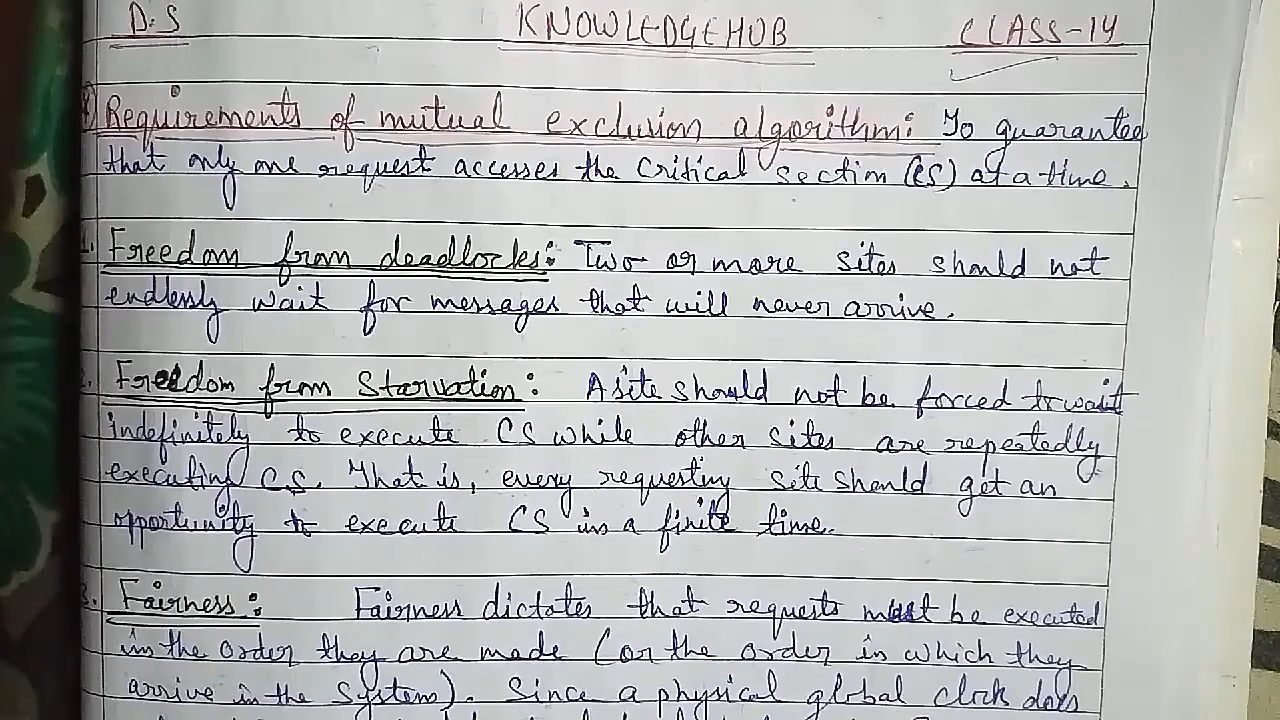 D.S KNOWLEDGEHUB CLASS-14
Requirements of mutual exclusion algorithm: To guarantee
that only one request accesses the Critical Section (CS) at a time.
1. Freedom from deadlocks: Two or more sites should not
endlessly wait for messages that will never arrive.
2. Freedom from Starvation: A site should not be forced to wait
indefinitely to execute CS while other sites are repeatedly
executing CS. That is, every requesting site should get an
opportunity to execute CS in a finite time.
3. Fairness: Fairness dictates that requests must be executed
in the order they are made (or the order in which they
arrive in the system). Since a physical global clock does